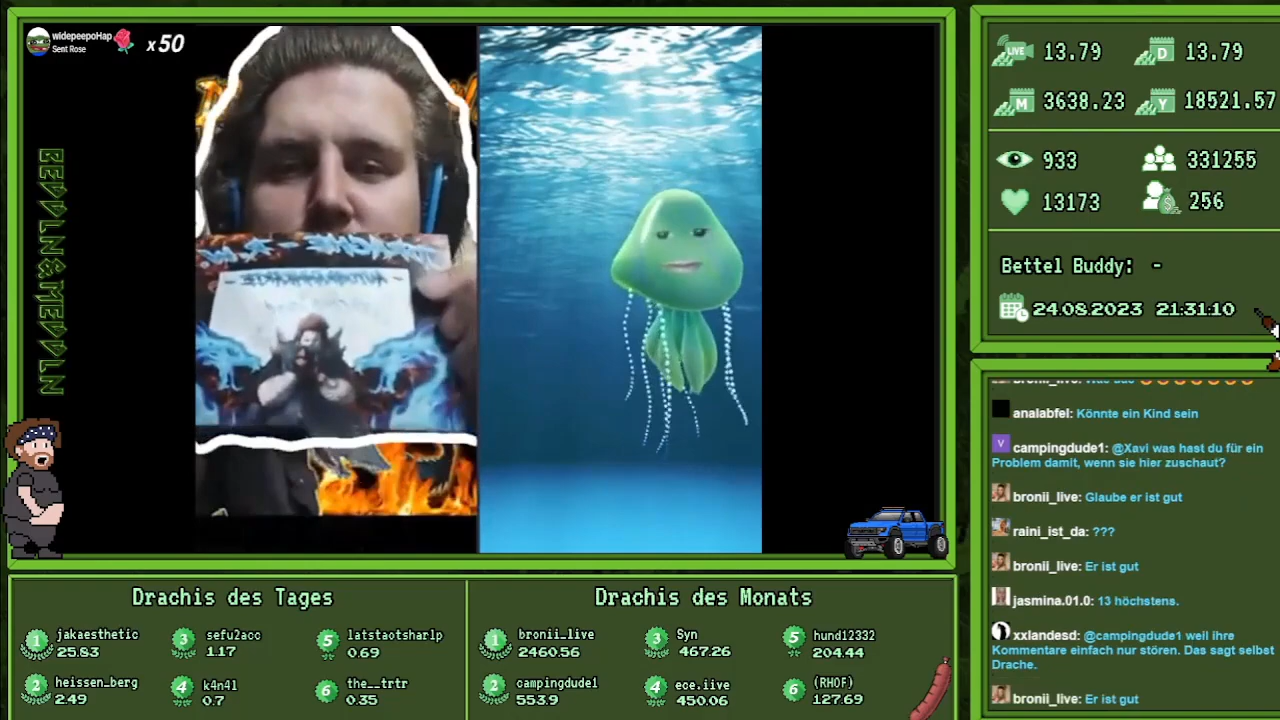 widepeepoHap
Sent Rose
x 50
BEVVLN&MEVVLN
LIVE 13.79
D 13.79
M 3638.23
Y 18521.57
933
331255
13173
256
Bettel Buddy: -
24.08.2023 21:31:10
analabfel: Könnte ein Kind sein
campingdude1: @Xavi was hast du für ein
Problem damit, wenn sie hier zuschaut?
bronii_live: Glaube er ist gut
raini_ist_da: ???
bronii_live: Er ist gut
jasmina.01.0: 13 höchstens.
xxlandesd: @campingdude1 weil ihre
Kommentare einfach nur stören. Das sagt selbst
Drache.
bronii_live: Er ist gut
Drachis des Tages
1 jakaesthetic
25.83
3 sefu2aoo
1.17
5 latstaotsharlp
0.69
2 heissen_berg
2.49
4 k4n4l
0.7
6 the__trtr
0.35
Drachis des Monats
1 bronii_live
2460.56
3 Syn
467.26
5 hund12332
204.44
2 campingdude1
553.9
4 ece.iive
450.06
6 (RHOF)
127.69